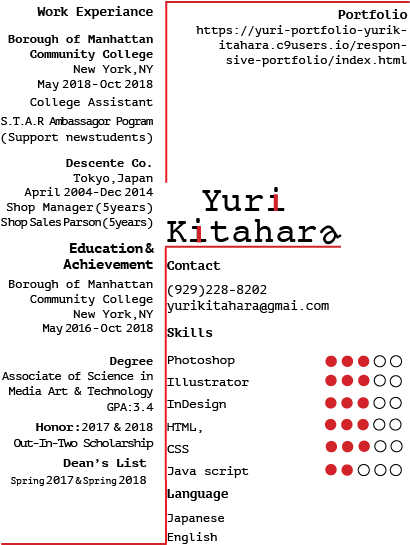 Work Experiance
Borough of Manhattan
Community College
New York,NY
May 2018-Oct 2018
College Assistant
S.T.A.R Ambassagor Pogram
(Support newstudents)
Descente Co.
Tokyo,Japan
April 2004-Dec 2014
Shop Manager(5years)
Shop Sales Parson(5years)
Education&
Achievement
Borough of Manhattan
Community College
New York,NY
May 2016-Oct 2018
Degree
Associate of Science in
Media Art & Technology
GPA:3.4
Honor:2017 & 2018
Out-In-Two Scholarship
Dean's List
Spring 2017 & Spring 2018
Portfolio
https://yuri-portfolio-yurik-
itahara.c9users.io/respon-
sive-portfolio/index.html
Yuri
Kitahara
Contact
(929)228-8202
yurikitahara@gmai.com
Skills
Photoshop
Illustrator
InDesign
HTML,
CSS
Java script
Language
Japanese
English